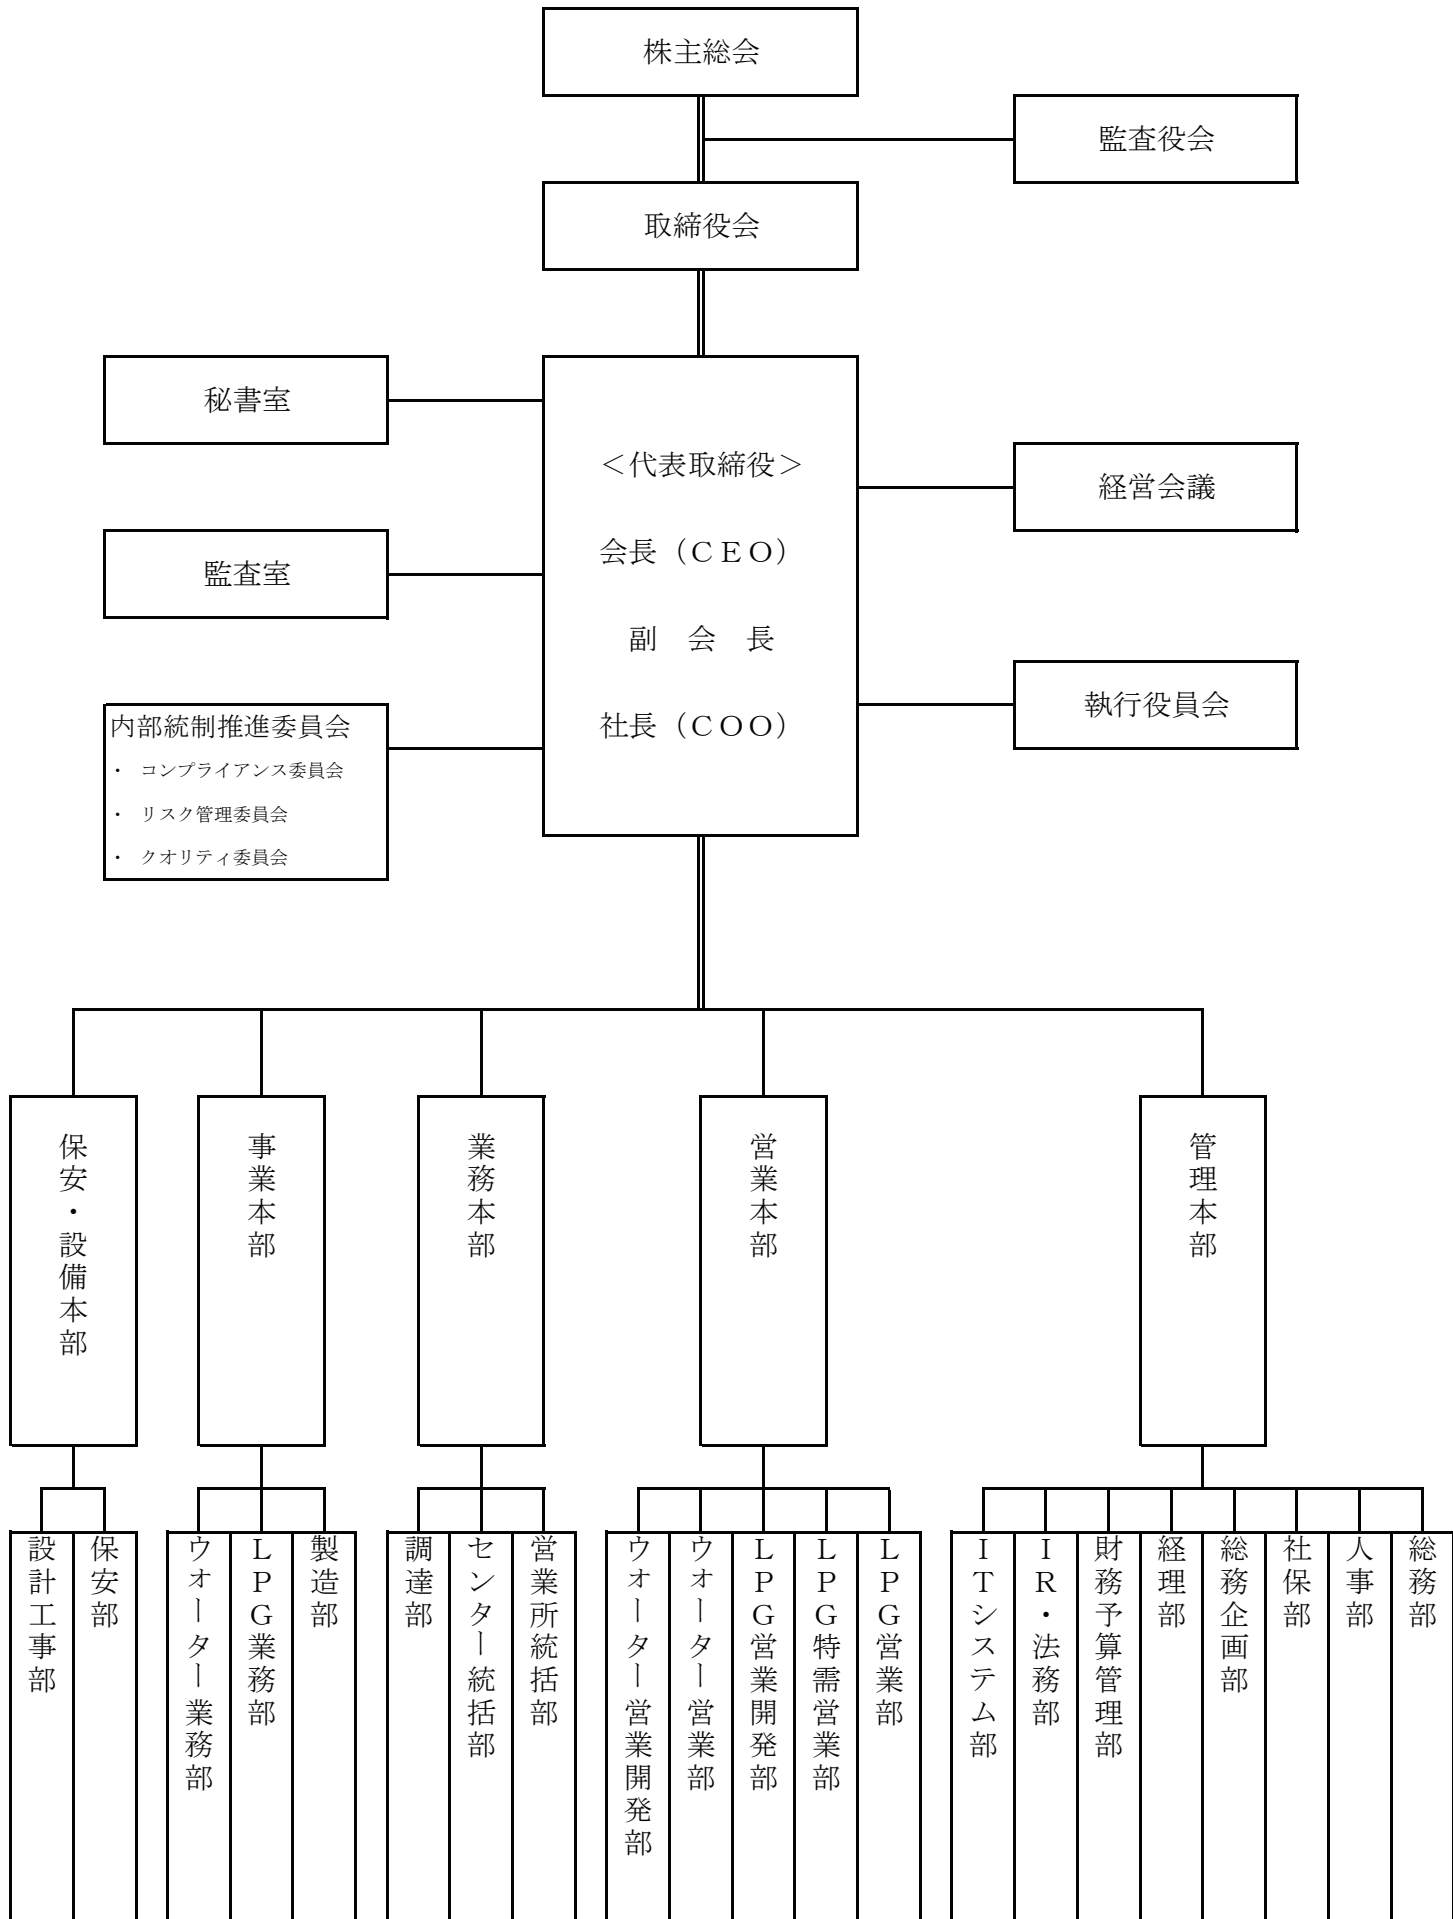 株主総会
監査役会
取締役会
秘書室
＜代表取締役＞
会長（ＣＥＯ）
副　会　長
社長（ＣＯＯ）
経営会議
監査室
執行役員会
内部統制推進委員会
・ コンプライアンス委員会
・ リスク管理委員会
・ クオリティ委員会
保安・設備本部
事業本部
業務本部
営業本部
管理本部
設計工事部
保安部
ウオーター業務部
ＬＰＧ業務部
製造部
調達部
センター統括部
営業所統括部
ウオーター営業開発部
ウオーター営業部
ＬＰＧ営業開発部
ＬＰＧ特需営業部
ＬＰＧ営業部
ＩＴシステム部
ＩＲ・法務部
財務予算管理部
経理部
総務企画部
社保部
人事部
総務部